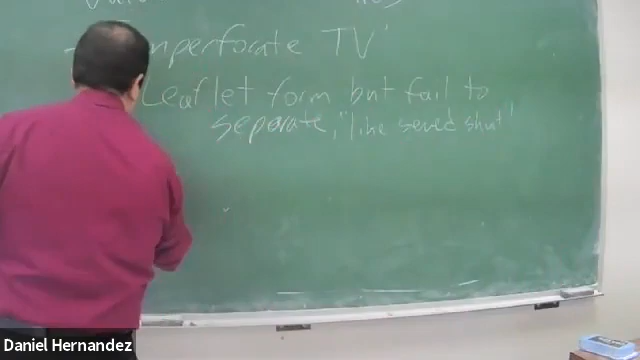 Imperforate TV'
Leaflet form but fail to
separate, "like sewed shut"
Daniel Hernandez